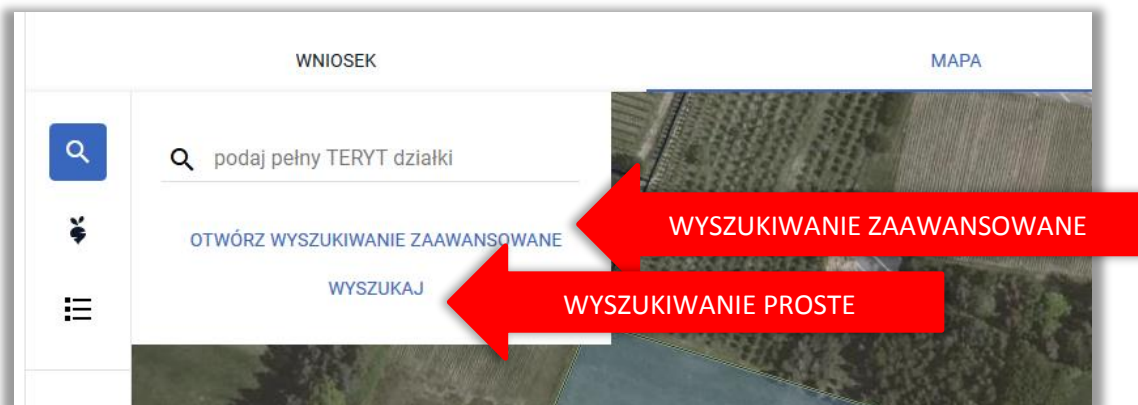 WNIOSEK
MAPA
podaj pełny TERYT działki
OTWÓRZ WYSZUKIWANIE ZAAWANSOWANE
WYSZUKIWANIE ZAAWANSOWANE
WYSZUKAJ
WYSZUKIWANIE PROSTE